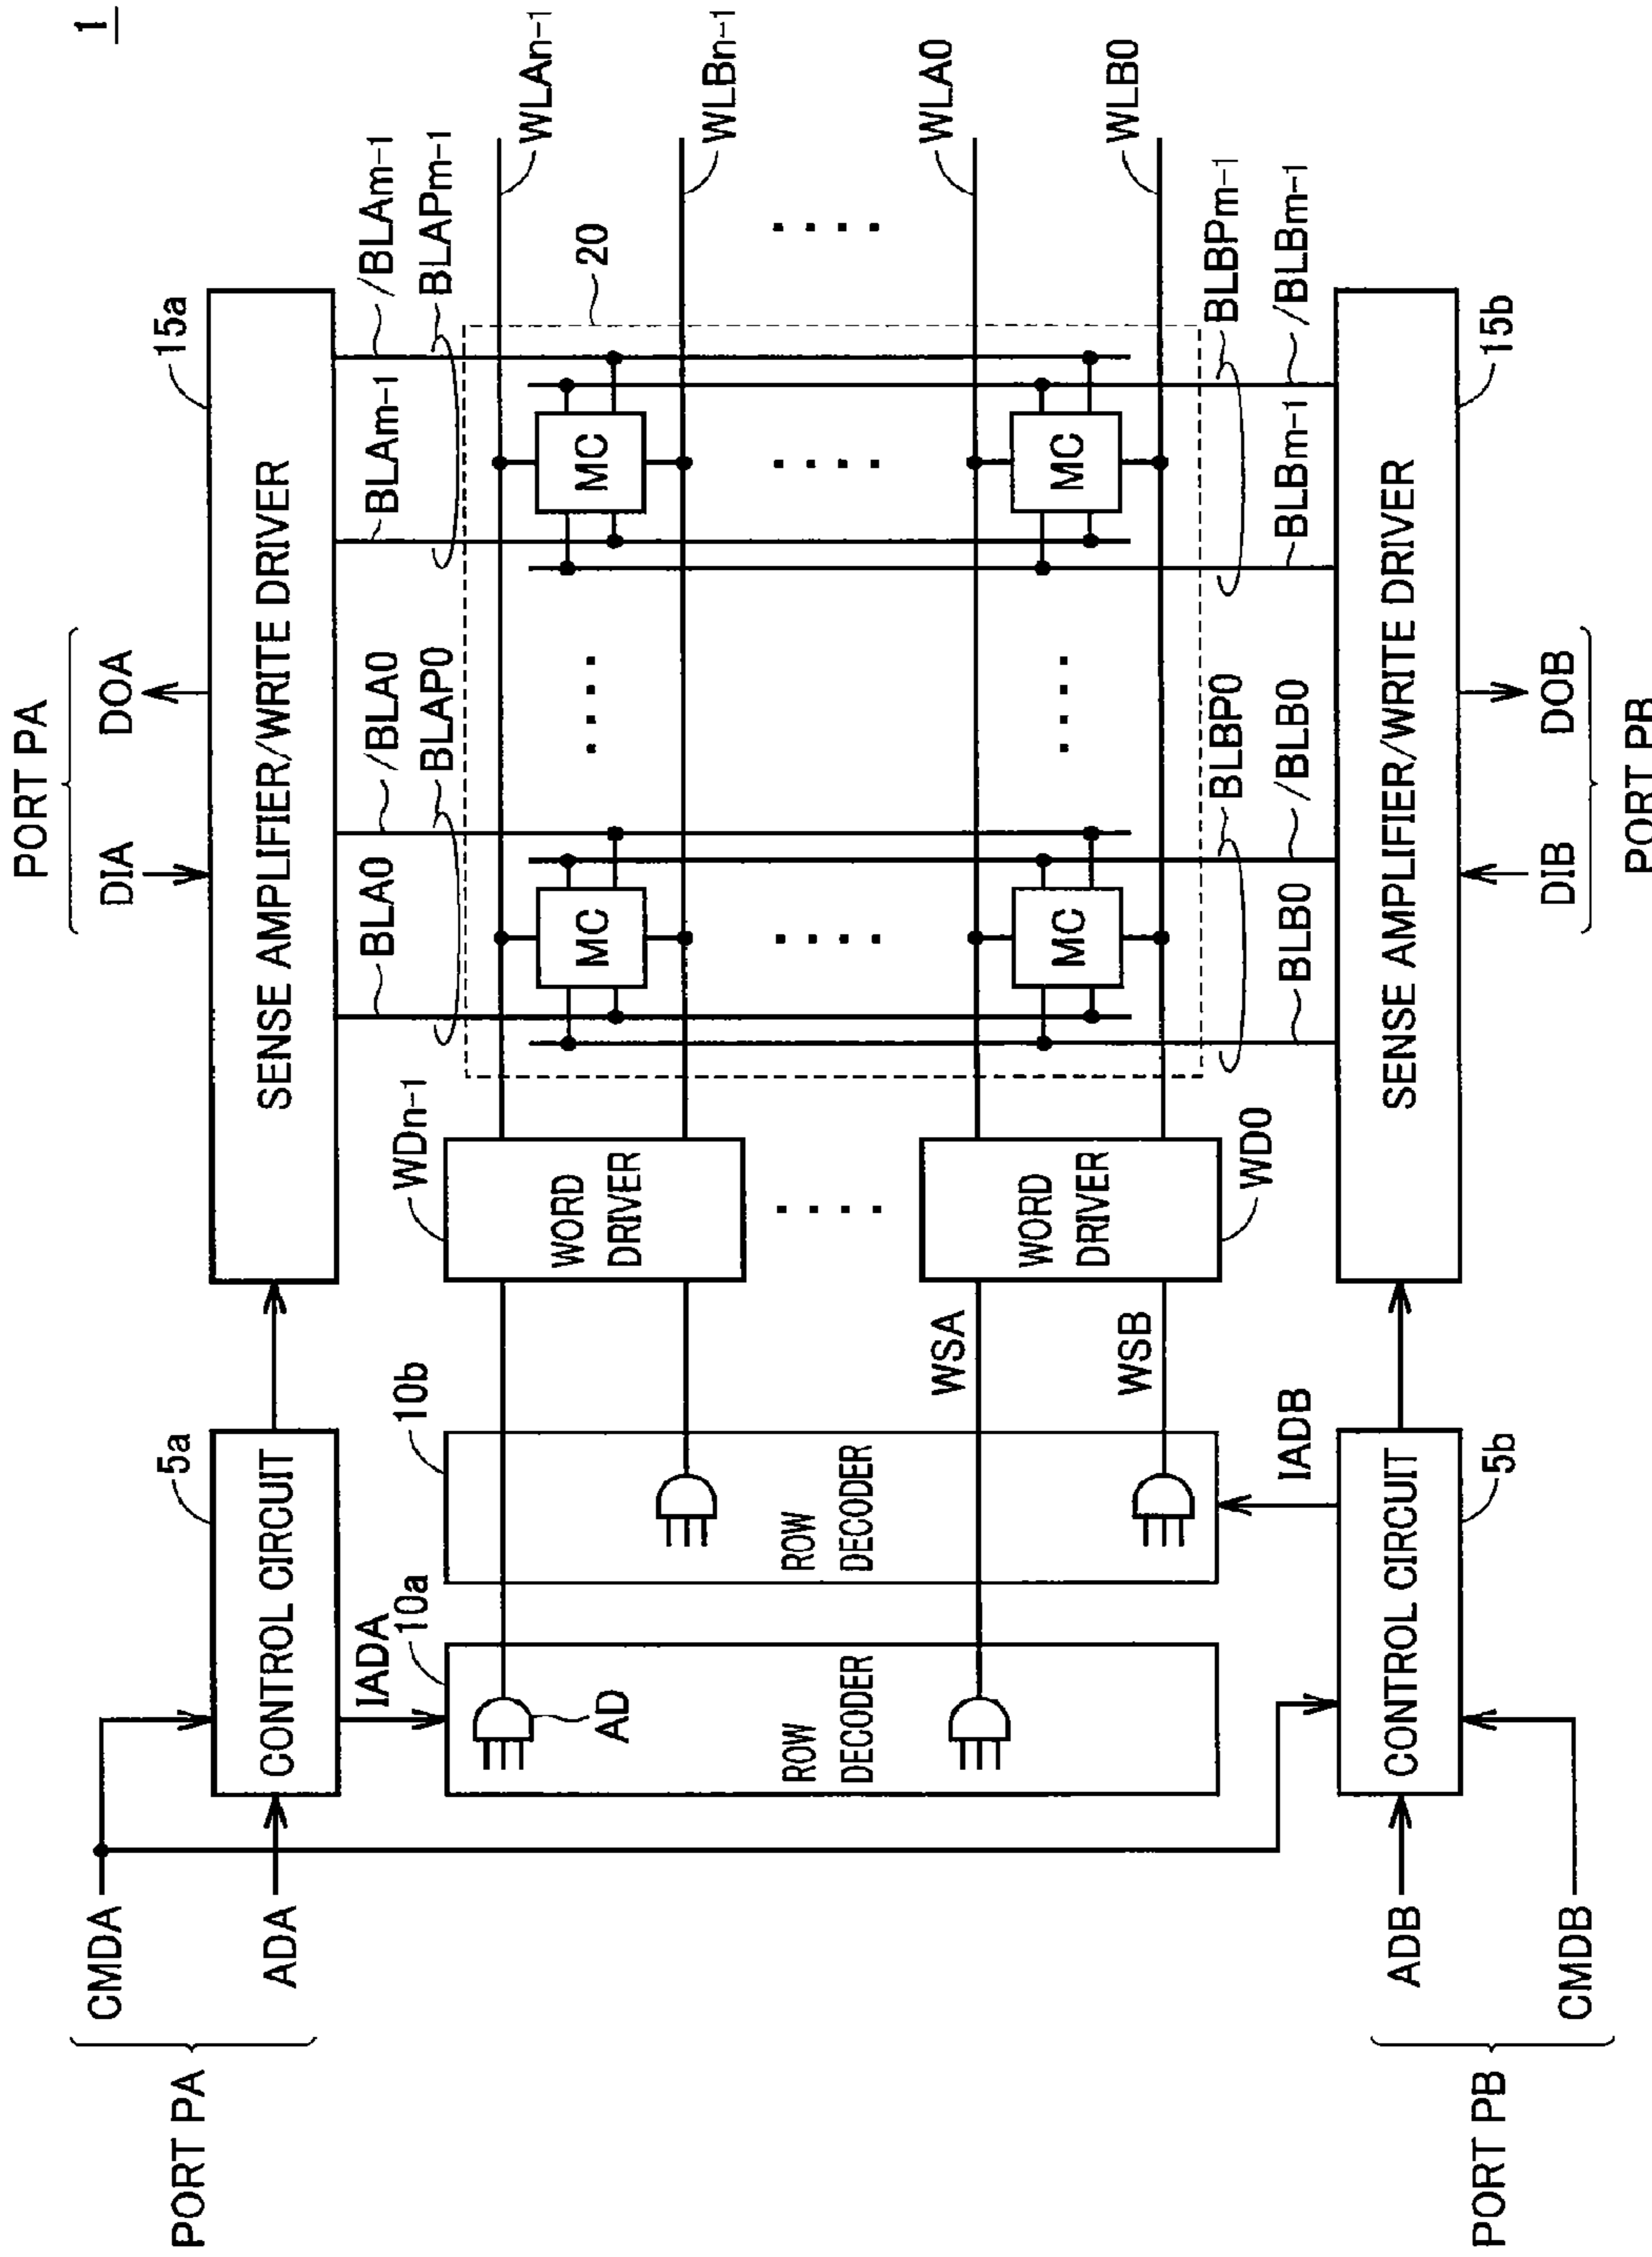 1
PORT PA
DIA
DOA
PORT PA
CMDA
ADA
5a
CONTROL CIRCUIT
15a
SENSE AMPLIFIER/WRITE DRIVER
IADA
10a
10b
WDn-1
BLA0
/BLA0
BLAP0
BLAm-1
/BLAm-1
BLAPm-1
WLAn-1
20
AD
WORD
DRIVER
MC
MC
WLBn-1
ROW
DECODER
ROW
DECODER
WSA
WORD
DRIVER
MC
MC
WLA0
WSB
WLB0
WD0
IADB
BLBP0
BLBPm-1
BLB0
/BLB0
BLBm-1
/BLBm-1
ADB
CONTROL CIRCUIT
5b
SENSE AMPLIFIER/WRITE DRIVER
15b
CMDB
PORT PB
DIB
DOB
PORT PB